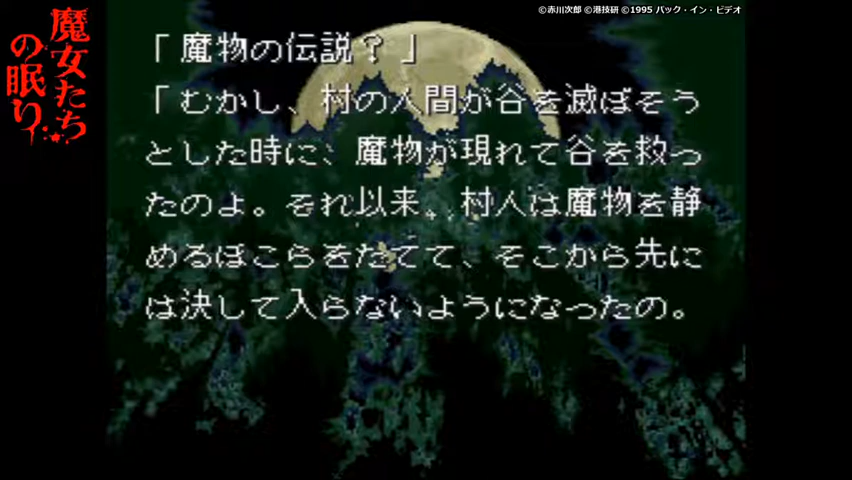 ©赤川次郎 ©港技研 ©1995 パック・イン・ビデオ
魔女たち
の眠り
「魔物の伝説？」
「むかし、村の人間が谷を滅ぼそう
とした時に、魔物が現れて谷を救っ
たのよ。それ以来、村人は魔物を静
めるほこらをたてて、そこから先に
は決して入らないようになったの。